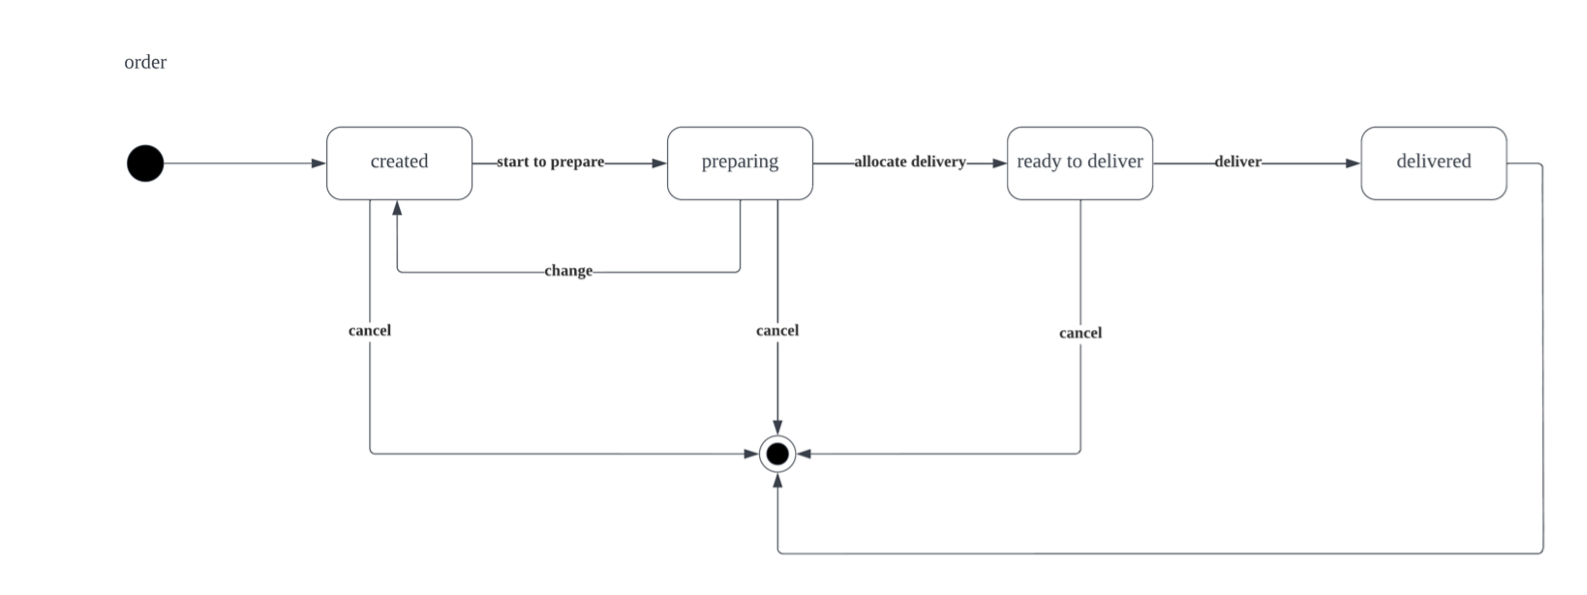 order
created
start to prepare
preparing
allocate delivery
ready to deliver
deliver
delivered
change
cancel
cancel
cancel